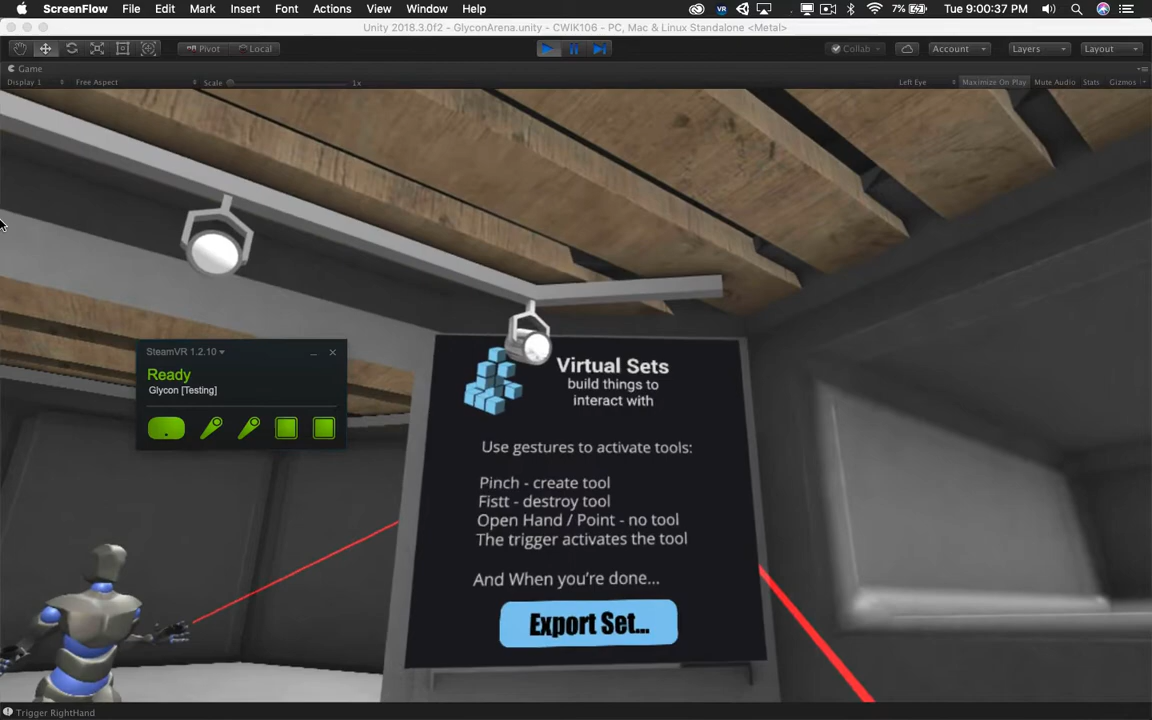 ScreenFlow File Edit Mark Insert Font Actions View Window Help 7% Tue 9:00:37 PM
Unity 2018.3.0f2 - GlyconArena.unity - CWIK106 - PC, Mac & Linux Standalone <Metal>
Pivot Local Collab Account Layers Layout
Game
Display 1 Free Aspect Scale 1x Left Eye Maximize On Play Mute Audio Stats Gizmos
SteamVR 1.2.10
Ready
Glycon [Testing]
Virtual Sets
build things to
interact with
Use gestures to activate tools:
Pinch - create tool
Fistt - destroy tool
Open Hand / Point - no tool
The trigger activates the tool
And When you're done...
Export Set...
Trigger RightHand